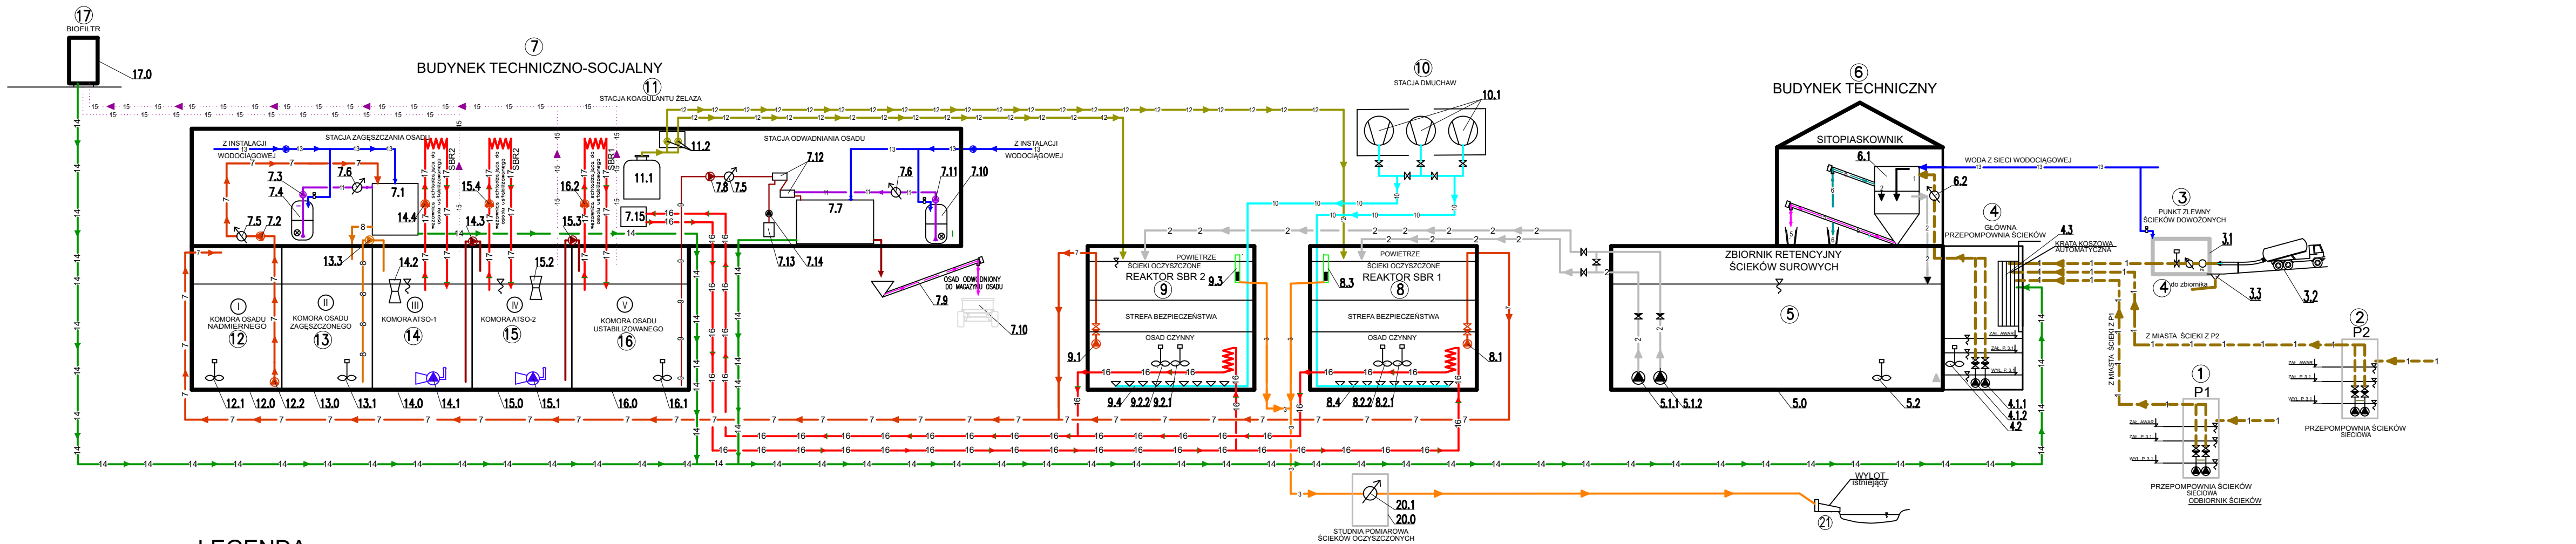 17
BIOFILTR
17.0
7
BUDYNEK TECHNICZNO-SOCJALNY
11
STACJA KOAGULANTU ŻELAZA
STACJA ZAGĘSZCZANIA OSADU
STACJA ODWADNIANIA OSADU
Z INSTALACJI
WODOCIĄGOWEJ
Z INSTALACJI
WODOCIĄGOWEJ
7.3
7.4
7.6
7.1
7.5
7.2
14.4
15.4
16.2
14.3
15.3
SBR2
SBR2
SBR1
11.1
11.2
7.15
7.8
7.5
7.12
7.13
7.14
7.7
7.6
7.11
7.10
13.3
14.2
15.2
OSAD ODWODNIONY
DO MAGAZYNU OSADU
7.9
7.10
I
KOMORA OSADU
NADMIERNEGO
12
II
KOMORA OSADU
ZAGĘSZCZONEGO
13
III
KOMORA ATSO-1
14
IV
KOMORA ATSO-2
15
V
KOMORA OSADU
USTABILIZOWANEGO
16
12.1
12.0
12.2
13.0
13.1
14.0
14.1
15.0
15.1
16.0
16.1
10
STACJA DMUCHAW
10.1
POWIETRZE
ŚCIEKI OCZYSZCZONE
REAKTOR SBR 2
9
9.3
STREFA BEZPIECZEŃSTWA
OSAD CZYNNY
9.1
9.4
9.2.2
9.2.1
POWIETRZE
ŚCIEKI OCZYSZCZONE
REAKTOR SBR 1
8
8.3
STREFA BEZPIECZEŃSTWA
OSAD CZYNNY
8.1
8.4
8.2.2
8.2.1
6
BUDYNEK TECHNICZNY
SITOPIASKOWNIK
6.1
6.2
WODA Z SIECI WODOCIĄGOWEJ
ZBIORNIK RETENCYJNY
ŚCIEKÓW SUROWYCH
5
5.1.1
5.1.2
5.0
5.2
4
GŁÓWNA
PRZEPOMPOWNIA ŚCIEKÓW
4.3
KRATA KOSZOWA
AUTOMATYCZNA
4.1.1
4.1.2
4.2
3
PUNKT ZLEWNY
ŚCIEKÓW DOWOŻONYCH
3.1
4
do zbiornika
3.3
3.2
Z MIASTA ŚCIEKI Z P1
Z MIASTA ŚCIEKI Z P2
2
P2
PRZEPOMPOWNIA ŚCIEKÓW
SIECIOWA
1
P1
PRZEPOMPOWNIA ŚCIEKÓW
SIECIOWA
ODBIORNIK ŚCIEKÓW
20.1
20.0
STUDNIA POMIAROWA
ŚCIEKÓW OCZYSZCZONYCH
WYLOT
istniejący
21
LEGENDA